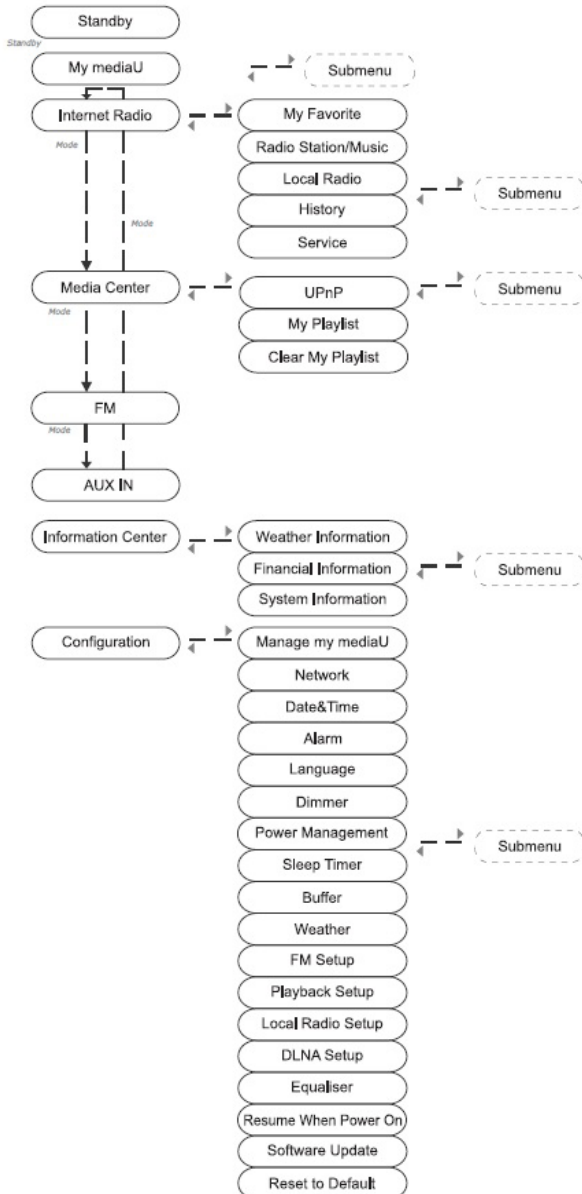 Standby
Standby
My mediaU
Submenu
Internet Radio
My Favorite
Mode
Radio Station/Music
Local Radio
Submenu
History
Mode
Service
Media Center
UPnP
Submenu
Mode
My Playlist
Clear My Playlist
FM
Mode
AUX IN
Information Center
Weather Information
Financial Information
Submenu
System Information
Configuration
Manage my mediaU
Network
Date&Time
Alarm
Language
Dimmer
Power Management
Submenu
Sleep Timer
Buffer
Weather
FM Setup
Playback Setup
Local Radio Setup
DLNA Setup
Equaliser
Resume When Power On
Software Update
Reset to Default